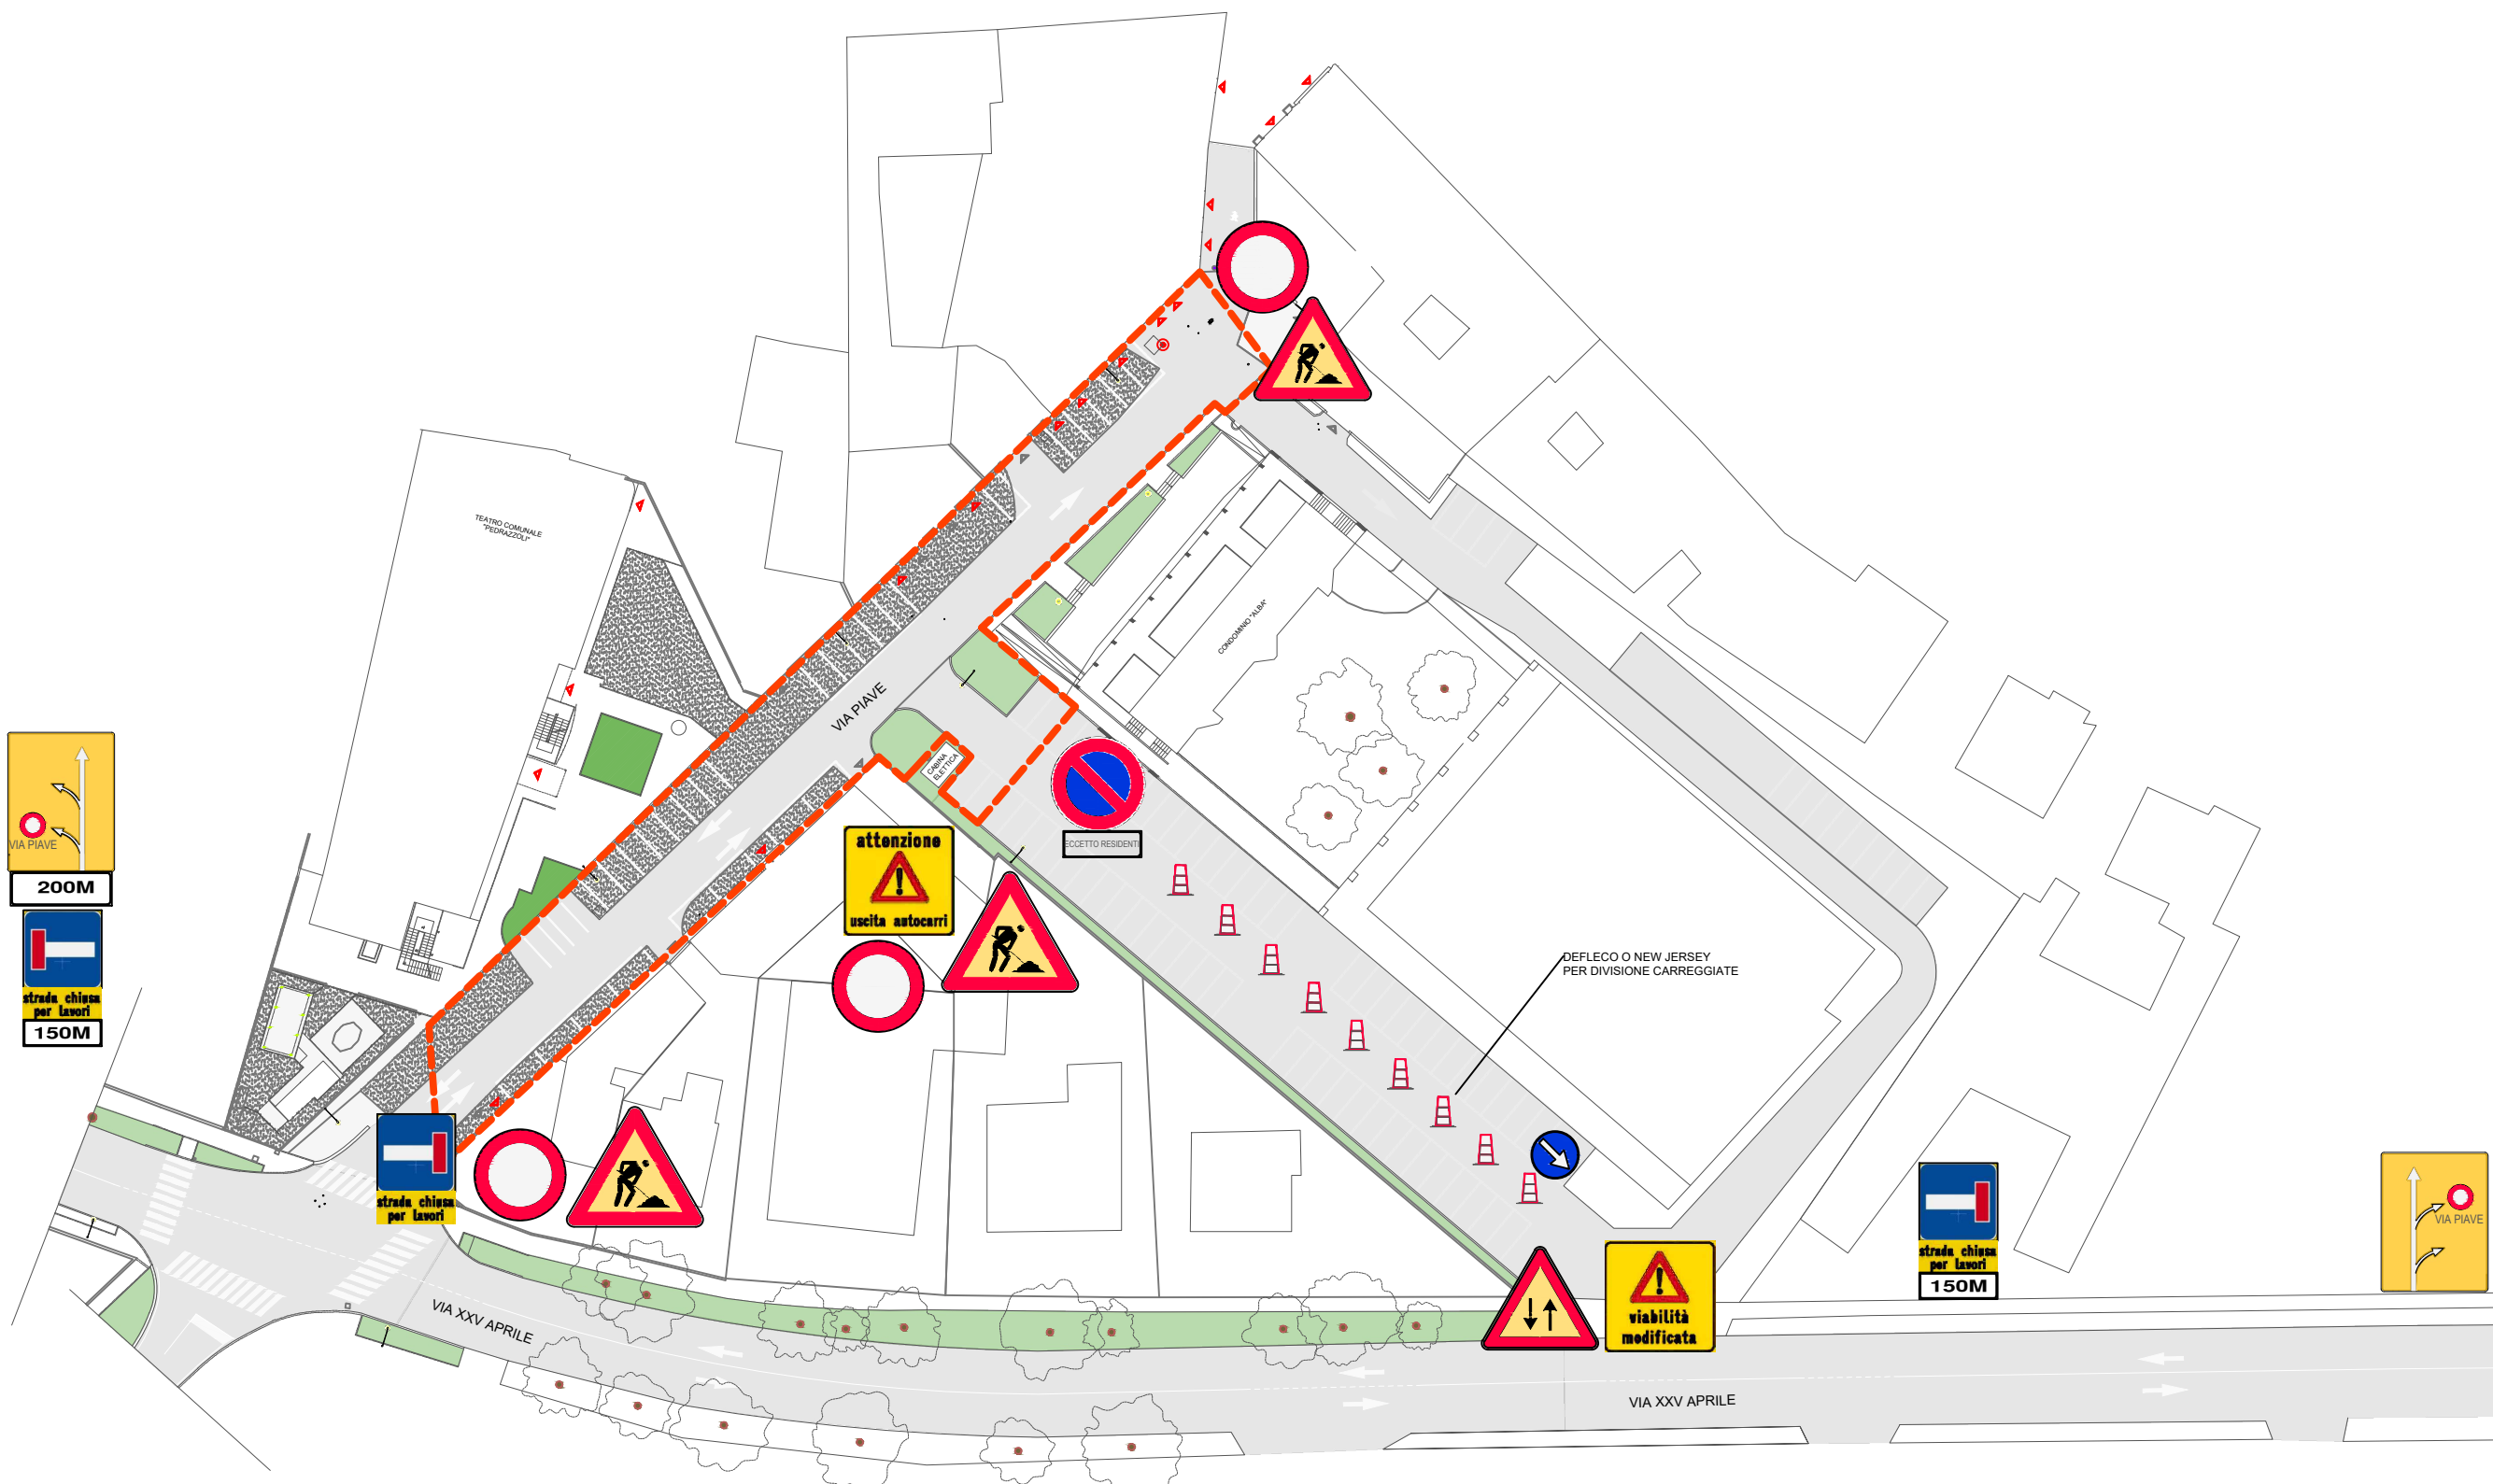 TEATRO COMUNALE
"PEDRAZZOLI"
CONDOMINIO "ALBA"
VIA PIAVE
CABINA
ELETTICA
VIA PIAVE
200M
strada chiusa
per lavori
150M
attenzione
uscita autocarri
ECCETTO RESIDENTI
DEFLECO O NEW JERSEY
PER DIVISIONE CARREGGIATE
strada chiusa
per lavori
strada chiusa
per lavori
150M
VIA PIAVE
viabilità
modificata
VIA XXV APRILE
VIA XXV APRILE